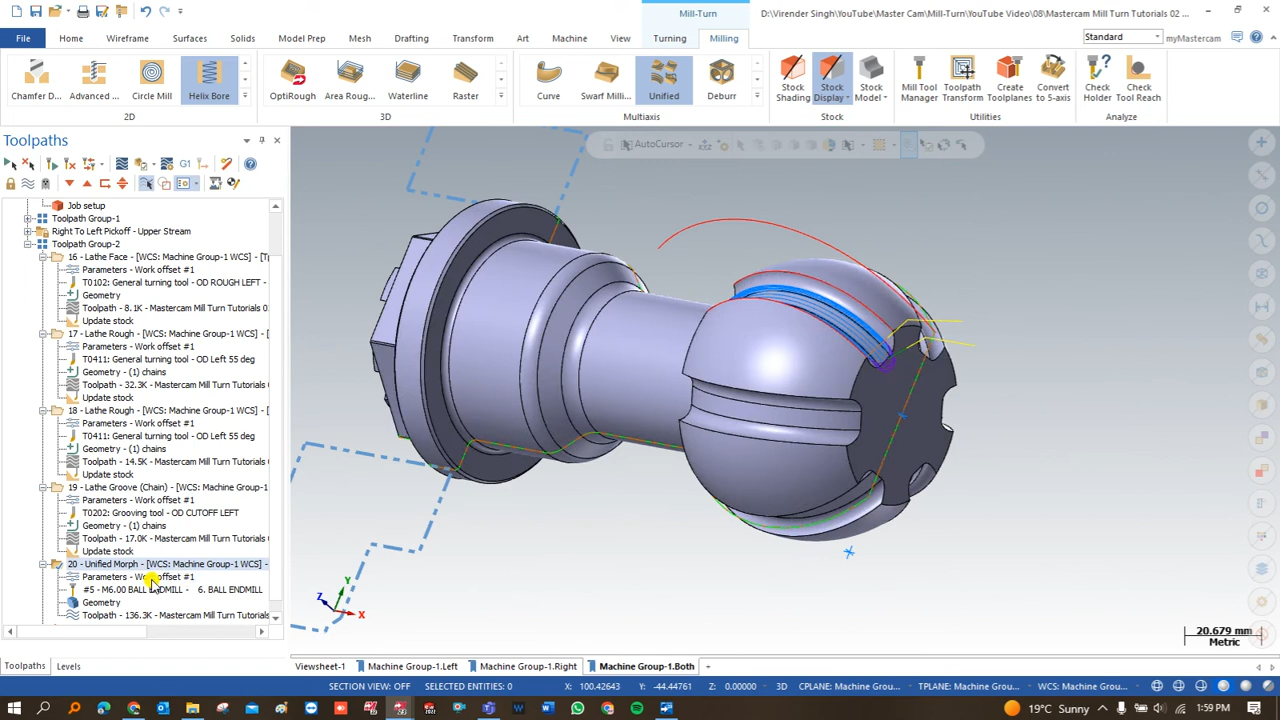 Mill-Turn
D:\Virender Singh\YouTube\Master Cam\Mill-Turn\YouTube Video\08\Mastercam Mill Turn Tutorials 02 ...
File Home Wireframe Surfaces Solids Model Prep Mesh Drafting Transform Art Machine View Turning Milling
Standard
myMastercam
Chamfer D... Advanced ... Circle Mill Helix Bore
OptiRough Area Roug... Waterline Raster
Curve Swarf Milli... Unified Deburr
Stock Shading Stock Display Stock Model
Mill Tool Manager Toolpath Transform Create Toolplanes Convert to 5-axis
Check Holder Check Tool Reach
2D 3D Multiaxis Stock Utilities Analyze
Toolpaths
AutoCursor
G1
Job setup
Toolpath Group-1
Right To Left Pickoff - Upper Stream
Toolpath Group-2
16 - Lathe Face - [WCS: Machine Group-1 WCS] - [Tp
Parameters - Work offset #1
T0102: General turning tool - OD ROUGH LEFT -
Geometry
Toolpath - 8.1K - Mastercam Mill Turn Tutorials 0
Update stock
17 - Lathe Rough - [WCS: Machine Group-1 WCS] - [
Parameters - Work offset #1
T0411: General turning tool - OD Left 55 deg
Geometry - (1) chains
Toolpath - 32.3K - Mastercam Mill Turn Tutorials
Update stock
18 - Lathe Rough - [WCS: Machine Group-1 WCS] - [
Parameters - Work offset #1
T0411: General turning tool - OD Left 55 deg
Geometry - (1) chains
Toolpath - 14.5K - Mastercam Mill Turn Tutorials
Update stock
19 - Lathe Groove (Chain) - [WCS: Machine Group-1
Parameters - Work offset #1
T0202: Grooving tool - OD CUTOFF LEFT
Geometry - (1) chains
Toolpath - 17.0K - Mastercam Mill Turn Tutorials
Update stock
20 - Unified Morph - [WCS: Machine Group-1 WCS] -
Parameters - Work offset #1
#5 - M6.00 BALL ENDMILL - 6. BALL ENDMILL
Geometry
Toolpath - 136.3K - Mastercam Mill Turn Tutorials
Y
Z
X
20.679 mm
Metric
Toolpaths Levels
Viewsheet-1 Machine Group-1.Left Machine Group-1.Right Machine Group-1.Both +
SECTION VIEW: OFF SELECTED ENTITIES: 0 X: 100.42643 Y: -44.44761 Z: 0.00000 3D CPLANE: Machine Grou... TPLANE: Machine Grou... WCS: Machine Grou...
19°C Sunny
1:59 PM